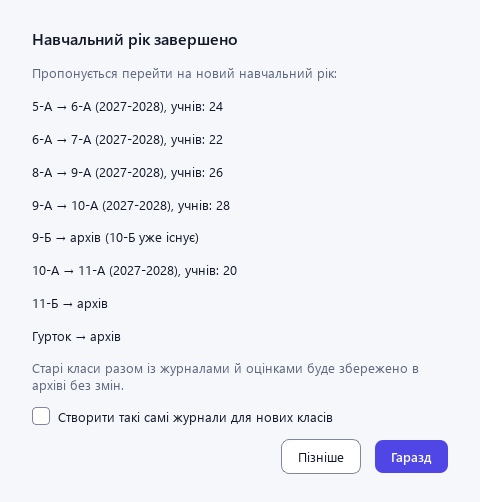 Навчальний рік завершено
Пропонується перейти на новий навчальний рік:
5-А → 6-А (2027-2028), учнів: 24
6-А → 7-А (2027-2028), учнів: 22
8-А → 9-А (2027-2028), учнів: 26
9-А → 10-А (2027-2028), учнів: 28
9-Б → архів (10-Б уже існує)
10-А → 11-А (2027-2028), учнів: 20
11-Б → архів
Гурток → архів
Старі класи разом із журналами й оцінками буде збережено в
архіві без змін.
Створити такі самі журнали для нових класів
Пізніше
Гаразд